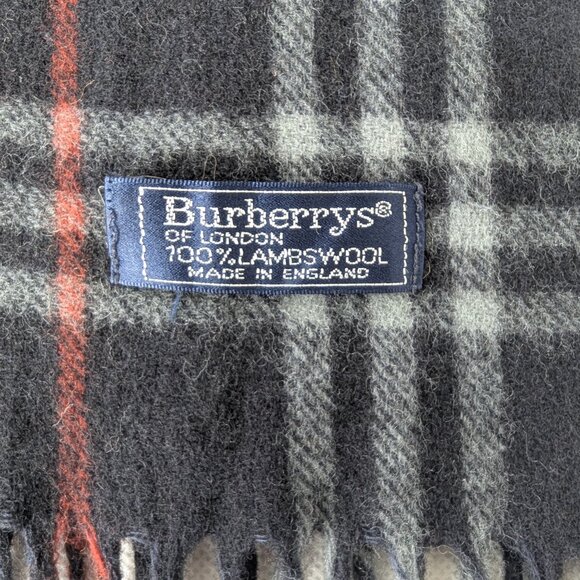 Burberrys®
OF LONDON
100% LAMBSWOOL
MADE IN ENGLAND